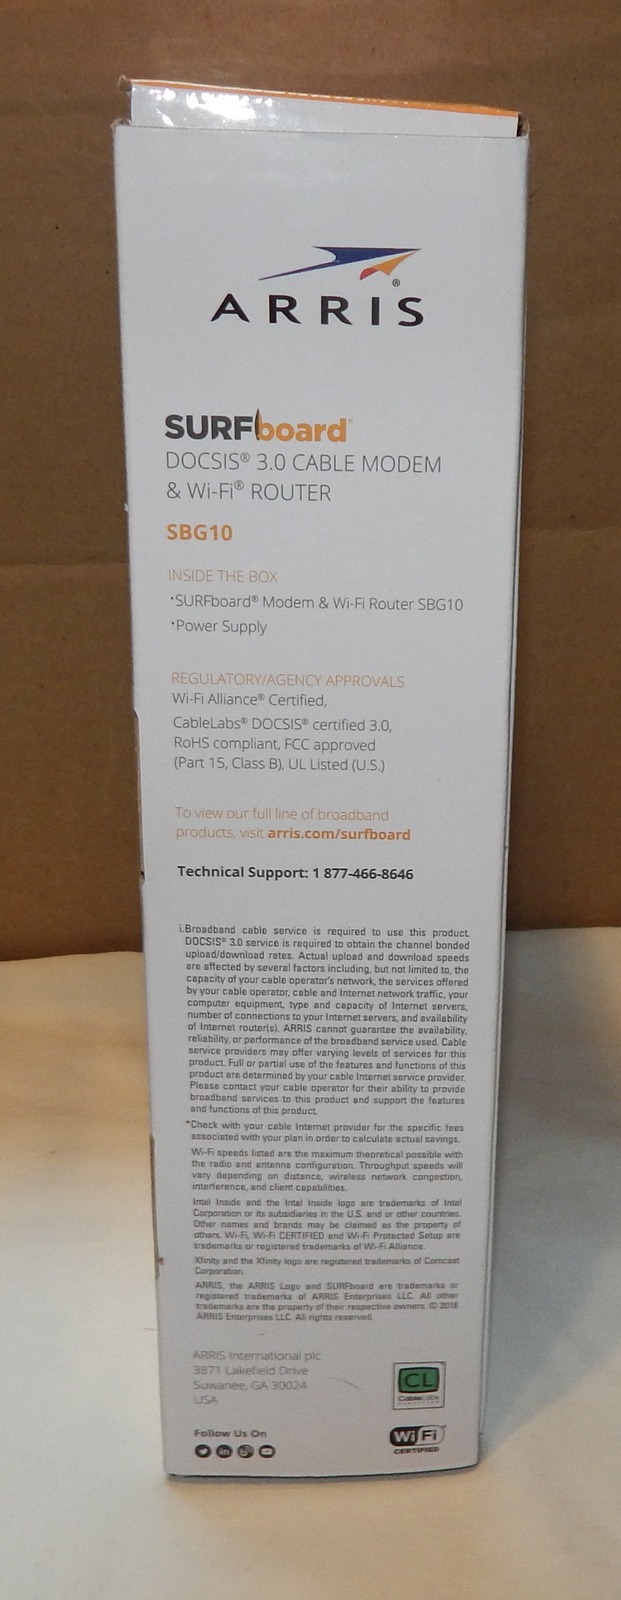 ARRIS®
SURFboard®
DOCSIS® 3.0 CABLE MODEM
& Wi-Fi® ROUTER
SBG10
INSIDE THE BOX
•SURFboard® Modem & Wi-Fi Router SBG10
•Power Supply
REGULATORY/AGENCY APPROVALS
Wi-Fi Alliance® Certified,
CableLabs® DOCSIS® certified 3.0,
RoHS compliant, FCC approved
(Part 15, Class B), UL Listed (U.S.)
To view our full line of broadband
products, visit arris.com/surfboard
Technical Support: 1 877-466-8646
i.Broadband cable service is required to use this product.
DOCSIS® 3.0 service is required to obtain the channel bonded
upload/download rates. Actual upload and download speeds
are affected by several factors including, but not limited to, the
capacity of your cable operator's network, the services offered
by your cable operator, cable and Internet network traffic, your
computer equipment, type and capacity of Internet servers,
number of connections to your Internet servers, and availability
of Internet router(s). ARRIS cannot guarantee the availability,
reliability, or performance of the broadband service used. Cable
service providers may offer varying levels of services for this
product. Full or partial use of the features and functions of this
product are determined by your cable Internet service provider.
Please contact your cable operator for their ability to provide
broadband services to this product and support the features
and functions of this product.
*Check with your cable Internet provider for the specific fees
associated with your plan in order to calculate actual savings.
Wi-Fi speeds listed are the maximum theoretical possible with
the radio and antenna configuration. Throughput speeds will
vary depending on distance, wireless network congestion,
interference, and client capabilities.
Intel Inside and the Intel Inside logo are trademarks of Intel
Corporation or its subsidiaries in the U.S. and or other countries.
Other names and brands may be claimed as the property of
others. Wi-Fi, Wi-Fi CERTIFIED and Wi-Fi Protected Setup are
trademarks or registered trademarks of Wi-Fi Alliance.
Xfinity and the Xfinity logo are registered trademarks of Comcast
Corporation.
ARRIS, the ARRIS Logo and SURFboard are trademarks or
registered trademarks of ARRIS Enterprises LLC. All other
trademarks are the property of their respective owners. © 2018
ARRIS Enterprises LLC. All rights reserved.
ARRIS International plc
3871 Lakefield Drive
Suwanee, GA 30024
USA
CL
CableLabs
Follow Us On
Wi Fi
CERTIFIED